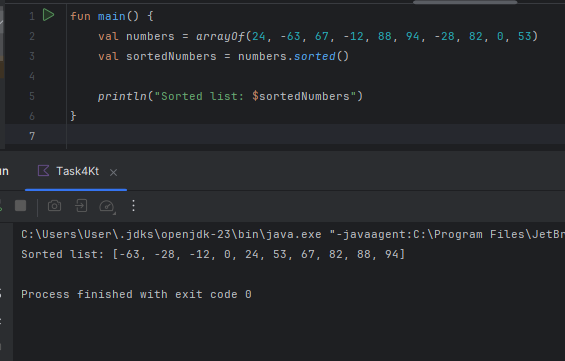 1 fun main() {
2 val numbers = arrayOf(24, -63, 67, -12, 88, 94, -28, 82, 0, 53)
3 val sortedNumbers = numbers.sorted()
4
5 println("Sorted list: $sortedNumbers")
6 }
7
Task4Kt
C:\Users\User\.jdks\openjdk-23\bin\java.exe "-javaagent:C:\Program Files\JetBr
Sorted list: [-63, -28, -12, 0, 24, 53, 67, 82, 88, 94]
Process finished with exit code 0